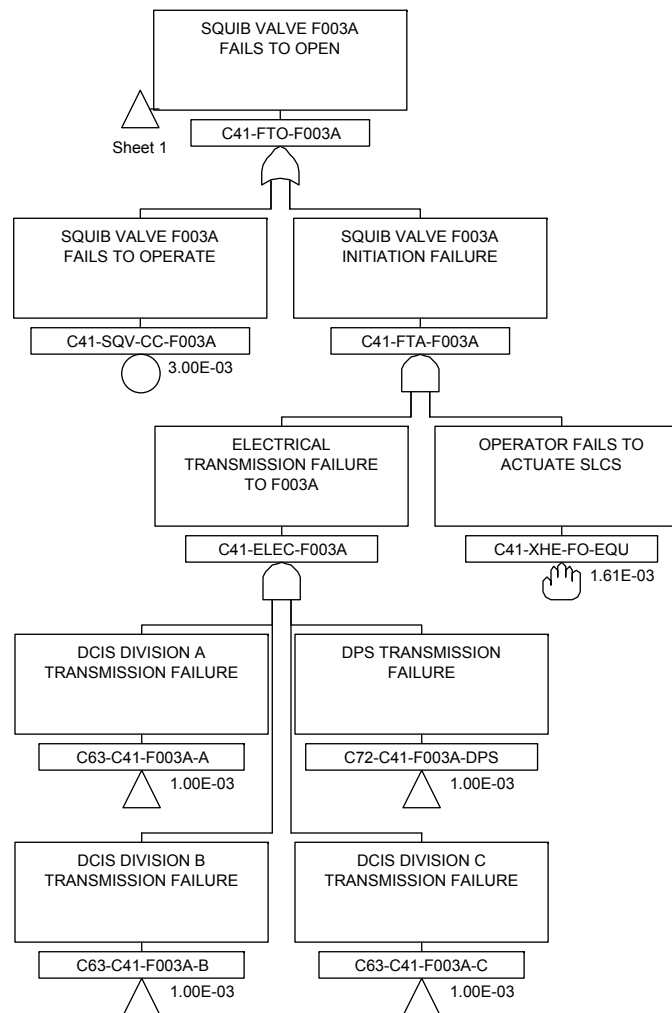 SQUIB VALVE F003A
FAILS TO OPEN
Sheet 1
C41-FTO-F003A
SQUIB VALVE F003A
FAILS TO OPERATE
SQUIB VALVE F003A
INITIATION FAILURE
C41-SQV-CC-F003A
3.00E-03
C41-FTA-F003A
ELECTRICAL
TRANSMISSION FAILURE
TO F003A
OPERATOR FAILS TO
ACTUATE SLCS
C41-ELEC-F003A
C41-XHE-FO-EQU
1.61E-03
DCIS DIVISION A
TRANSMISSION FAILURE
DPS TRANSMISSION
FAILURE
C63-C41-F003A-A
1.00E-03
C72-C41-F003A-DPS
1.00E-03
DCIS DIVISION B
TRANSMISSION FAILURE
DCIS DIVISION C
TRANSMISSION FAILURE
C63-C41-F003A-B
1.00E-03
C63-C41-F003A-C
1.00E-03